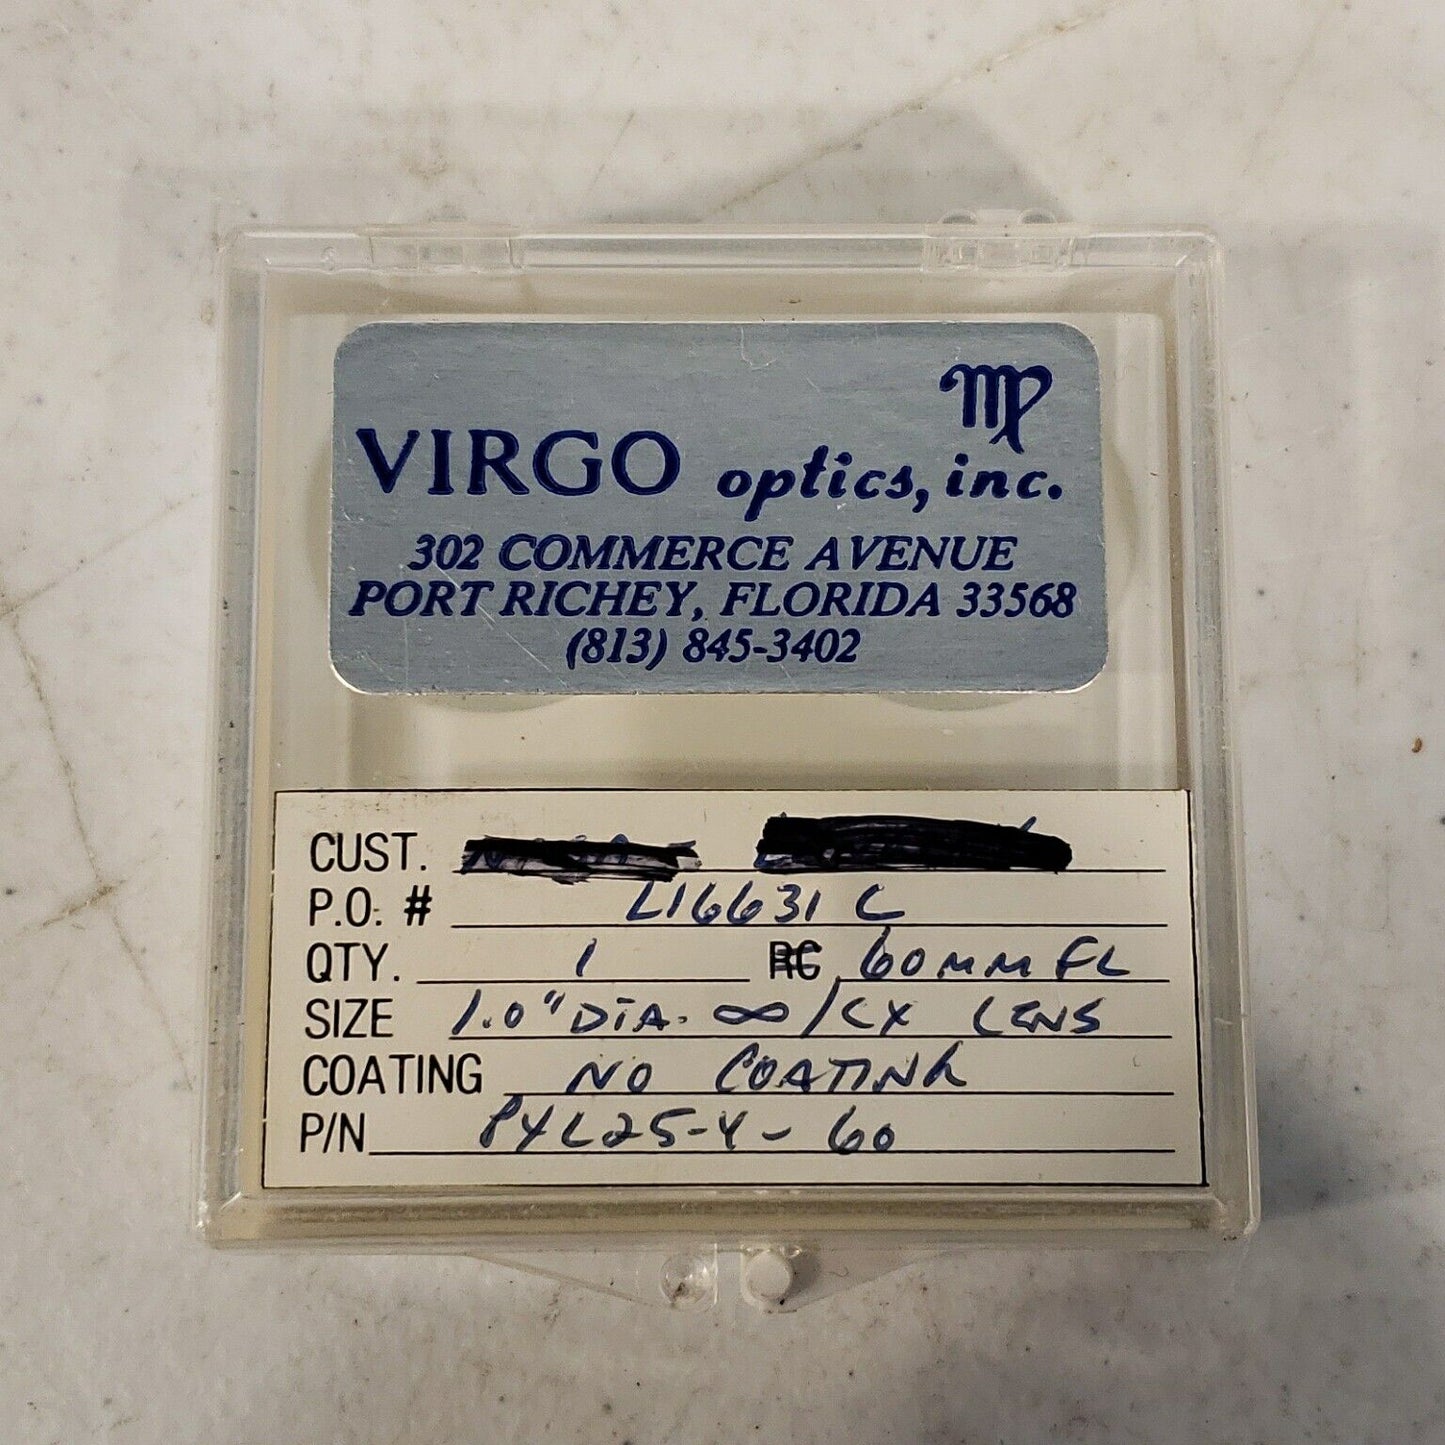 VIRGO optics, inc.
302 COMMERCE AVENUE
PORT RICHEY, FLORIDA 33568
(813) 845-3402
CUST.
P.O. # L16631 C
QTY. 1 RC 60MM FL
SIZE 1.0" DIA. ∞/CX LENS
COATING NO COATING
P/N PYL25-Y-60